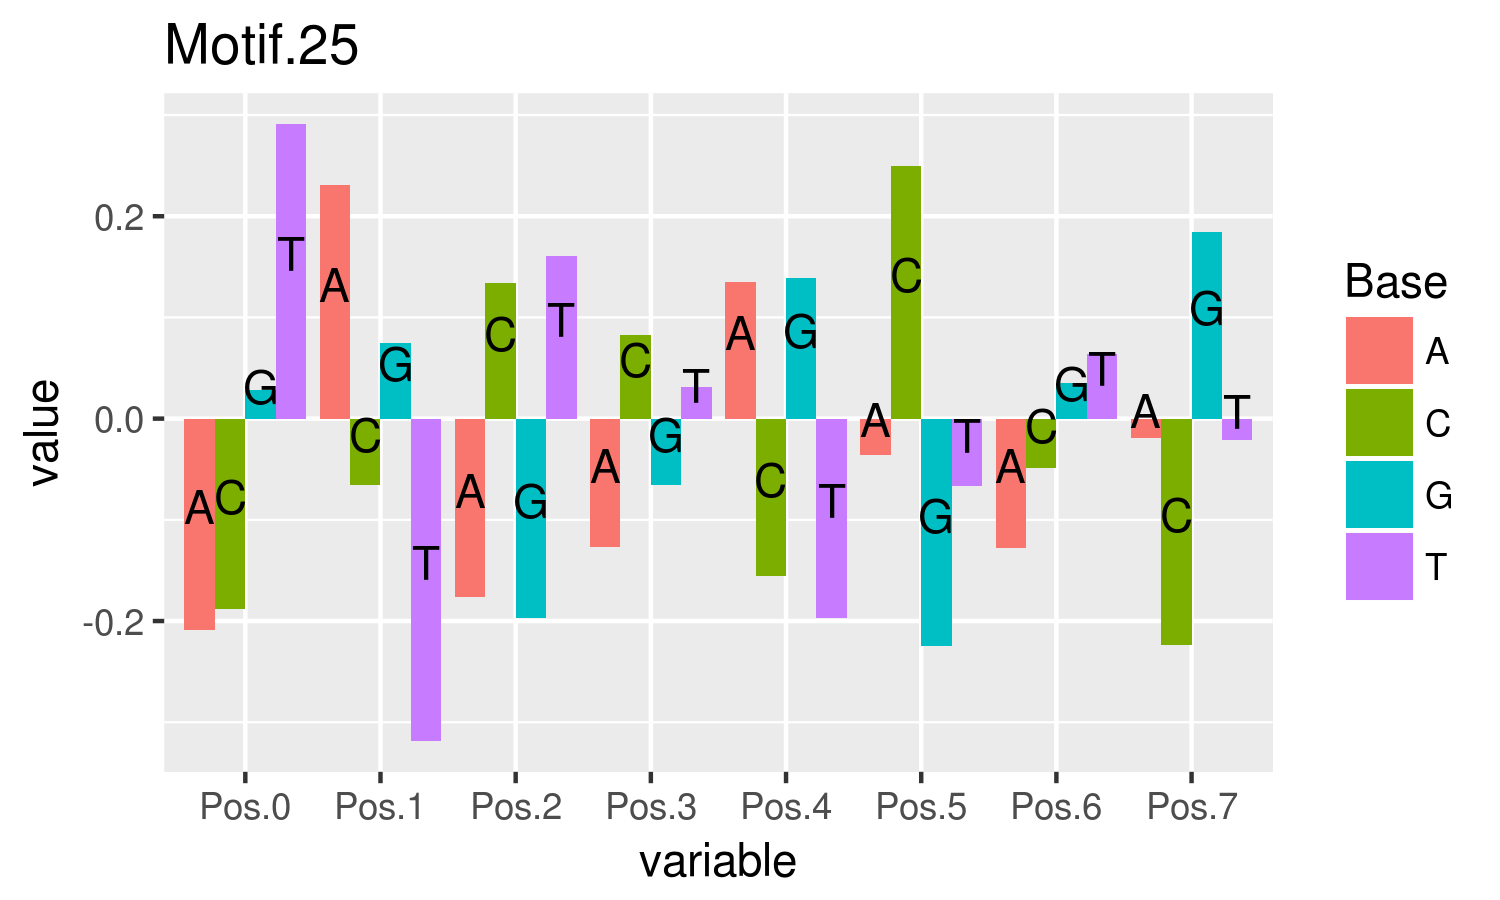 Motif.25
value
0.2
0.0
-0.2
A C G T
A C G T
A C G T
A C G T
A C G T
A C G T
A C G T
A C G T
Pos.0 Pos.1 Pos.2 Pos.3 Pos.4 Pos.5 Pos.6 Pos.7
variable
Base
A
C
G
T